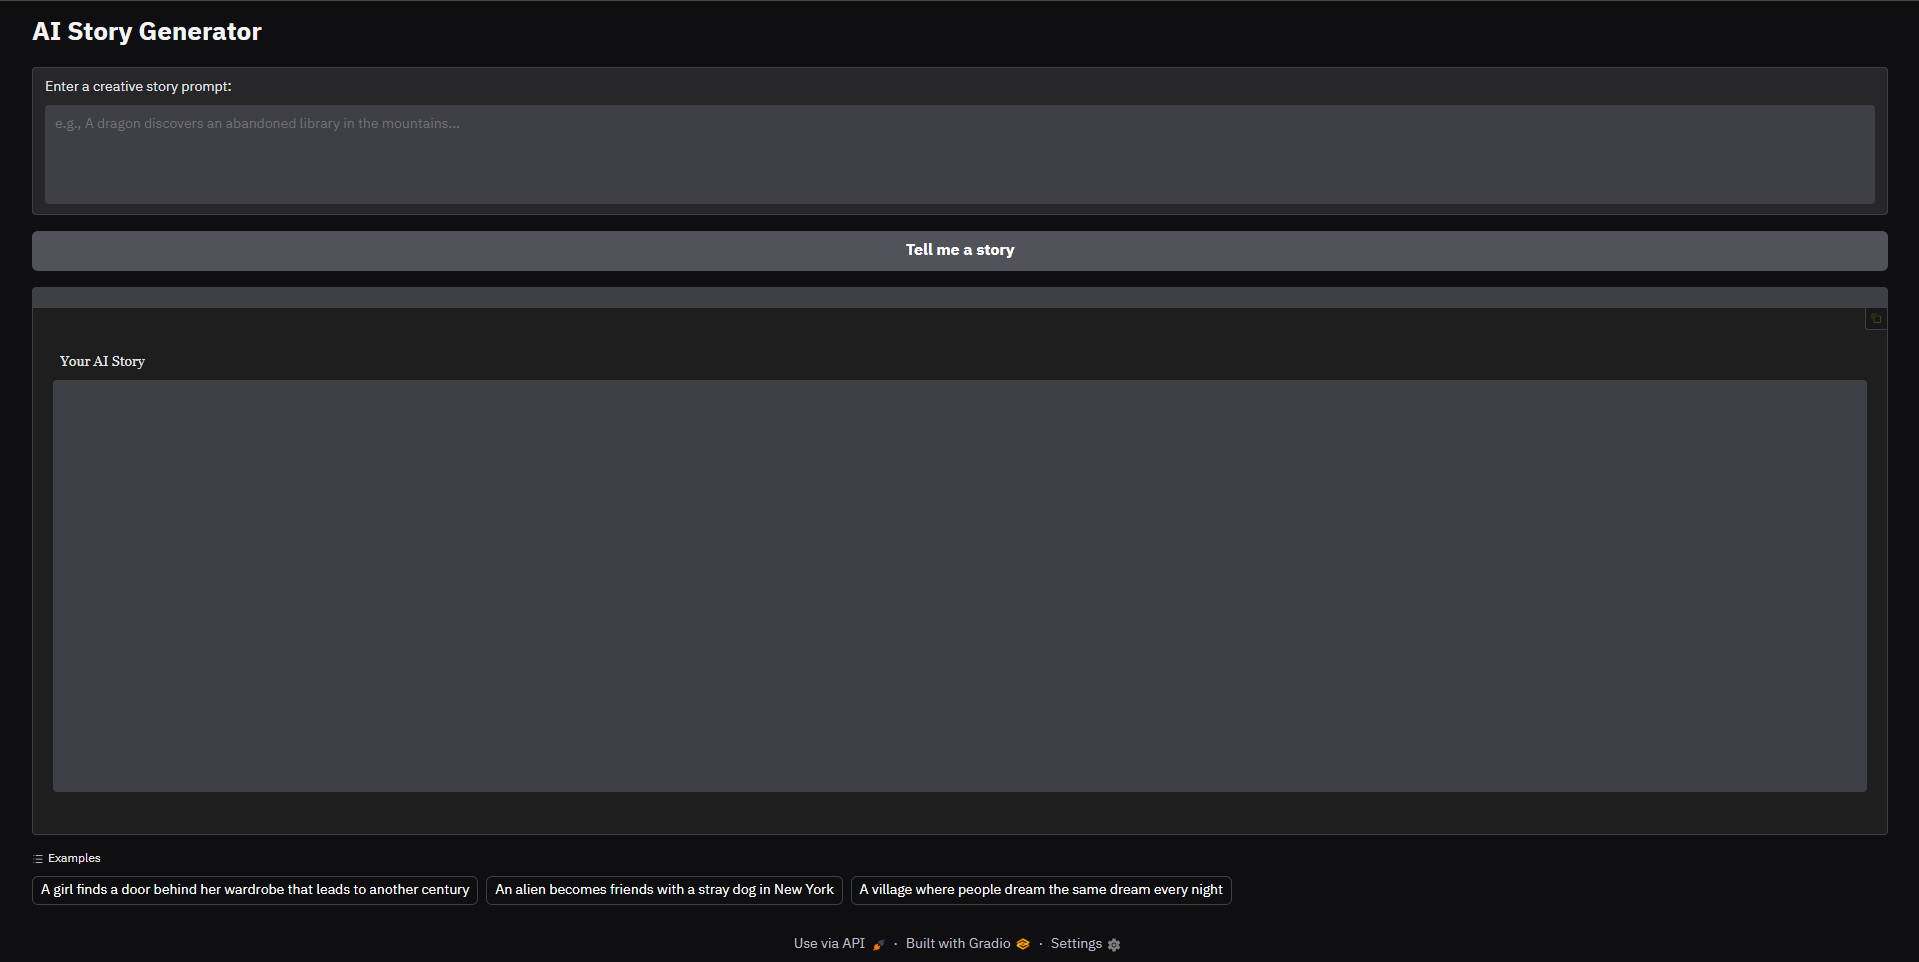 AI Story Generator
Enter a creative story prompt:
e.g., A dragon discovers an abandoned library in the mountains...
Tell me a story
Your AI Story
Examples
A girl finds a door behind her wardrobe that leads to another century
An alien becomes friends with a stray dog in New York
A village where people dream the same dream every night
Use via API · Built with Gradio · Settings